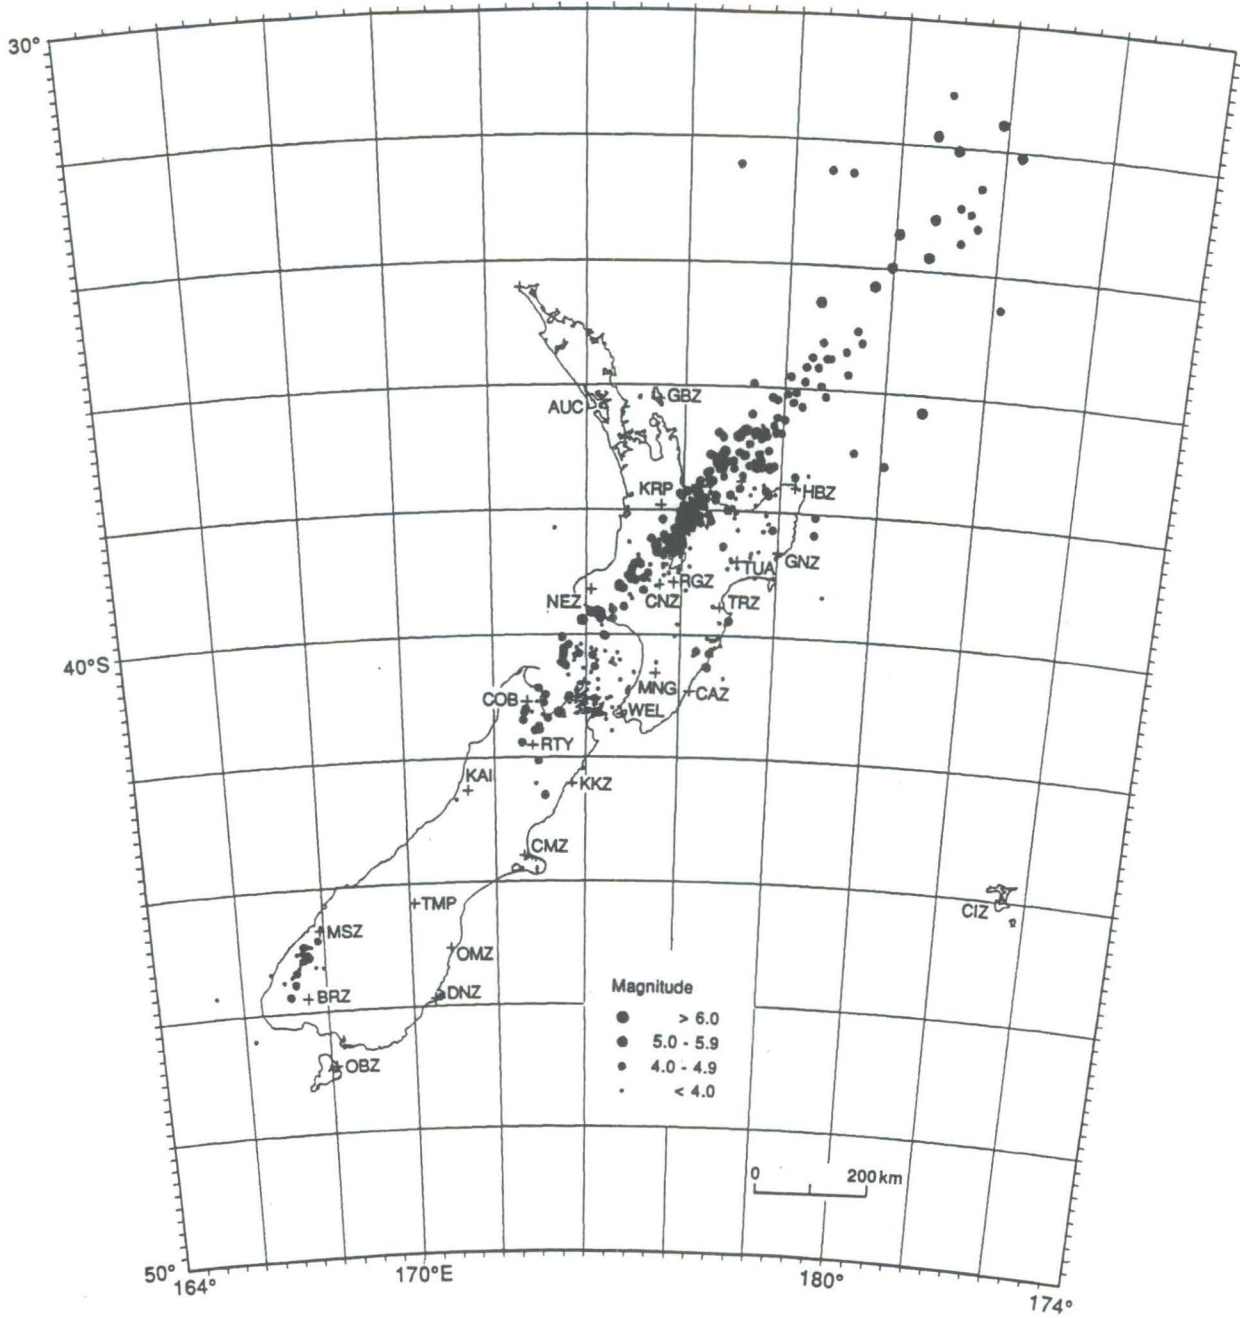 30°
AUC
GBZ
KRP
HBZ
GNZ
TUA
RGZ
NEZ
CNZ
TRZ
40°S
MNG
CAZ
COB
WEL
RTY
KAI
KKZ
CMZ
TMP
CIZ
MSZ
OMZ
BRZ
DNZ
Magnitude
> 6.0
5.0 - 5.9
4.0 - 4.9
< 4.0
OBZ
0 200 km
50°
164°
170°E
180°
174°